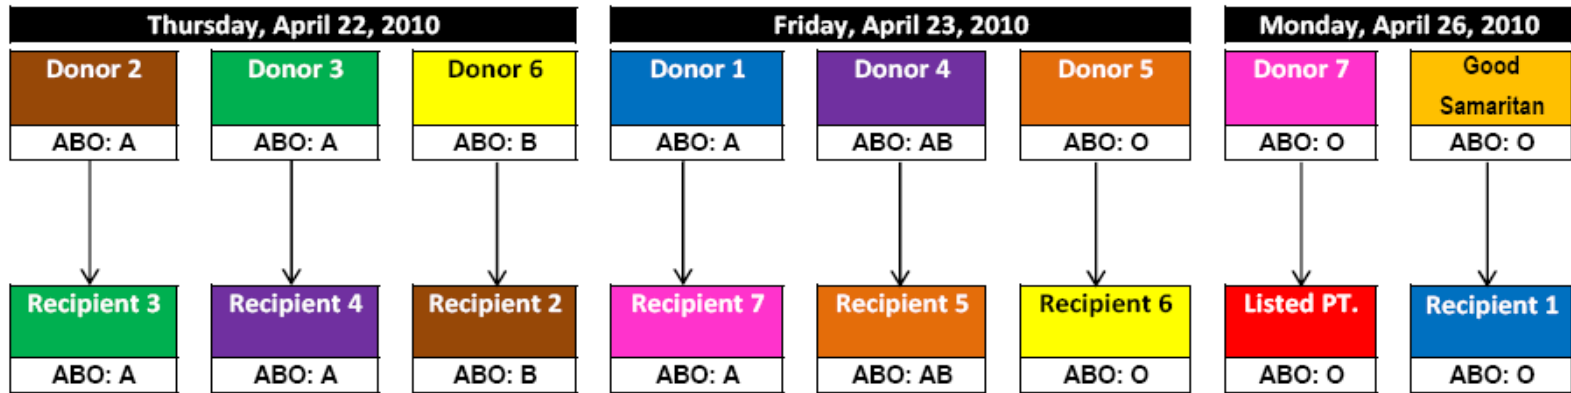 Thursday, April 22, 2010 Friday, April 23, 2010 Monday, April 26, 2010
Donor 2 Donor 3 Donor 6 Donor 1 Donor 4 Donor 5 Donor 7 Good
Samaritan
ABO: A ABO: A ABO: B ABO: A ABO: AB ABO: O ABO: O ABO: O
Recipient 3 Recipient 4 Recipient 2 Recipient 7 Recipient 5 Recipient 6 Listed PT. Recipient 1
ABO: A ABO: A ABO: B ABO: A ABO: AB ABO: O ABO: O ABO: O